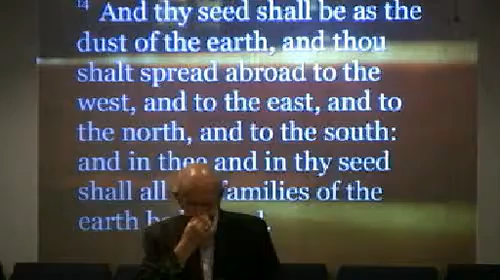 14 And thy seed shall be as the
dust of the earth, and thou
shalt spread abroad to the
west, and to the east, and to
the north, and to the south:
and in thee and in thy seed
shall all families of the
earth